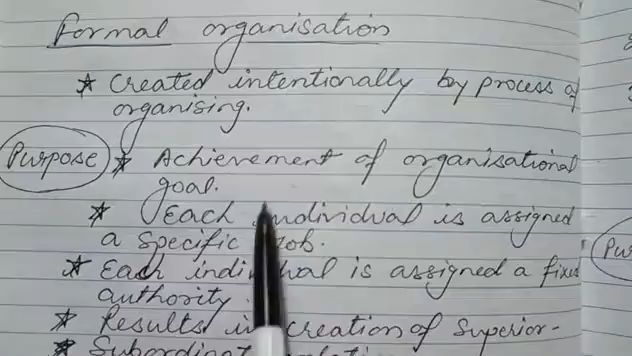 Formal organisation
* Created intentionally by process of
organising.
Purpose * Achievement of organisational
goal.
* Each individual is assigned
a specific job.
* Each individual is assigned a fixed
authority.
* Results in creation of Superior-
* Subordinate